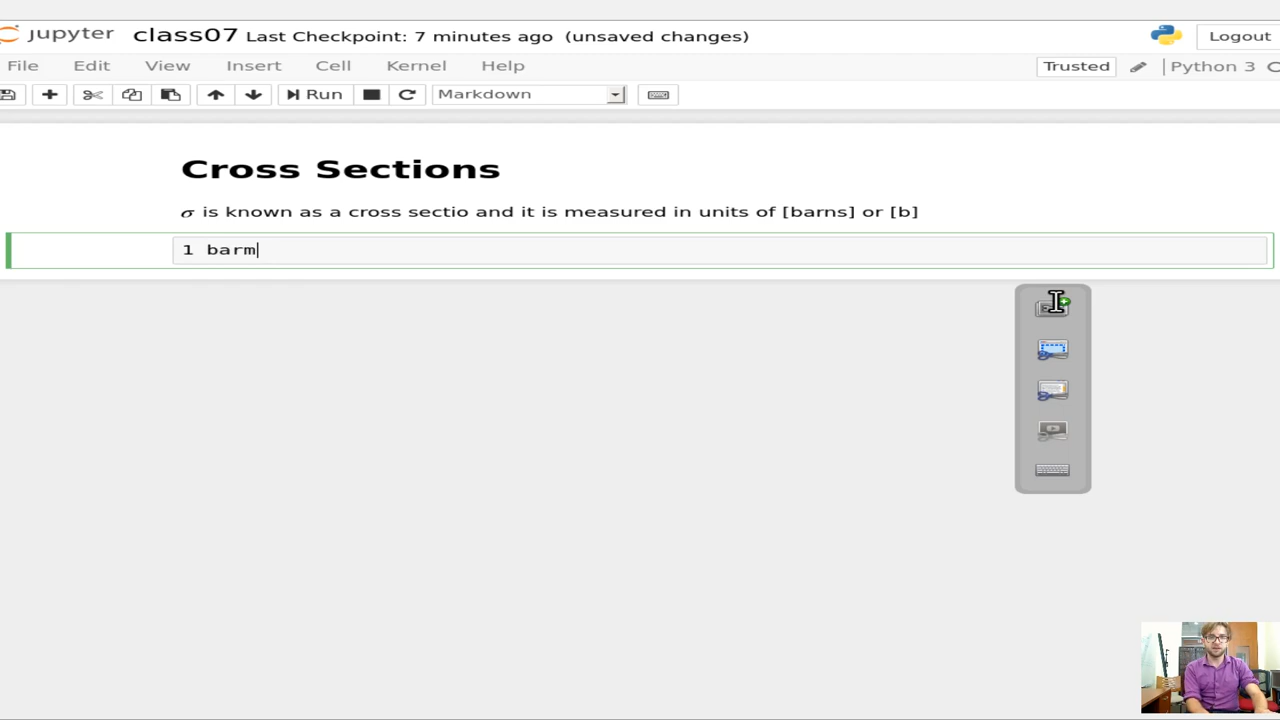 jupyter class07 Last Checkpoint: 7 minutes ago (unsaved changes) Logout
File Edit View Insert Cell Kernel Help Trusted Python 3
Run Markdown
Cross Sections
σ is known as a cross sectio and it is measured in units of [barns] or [b]
1 barm